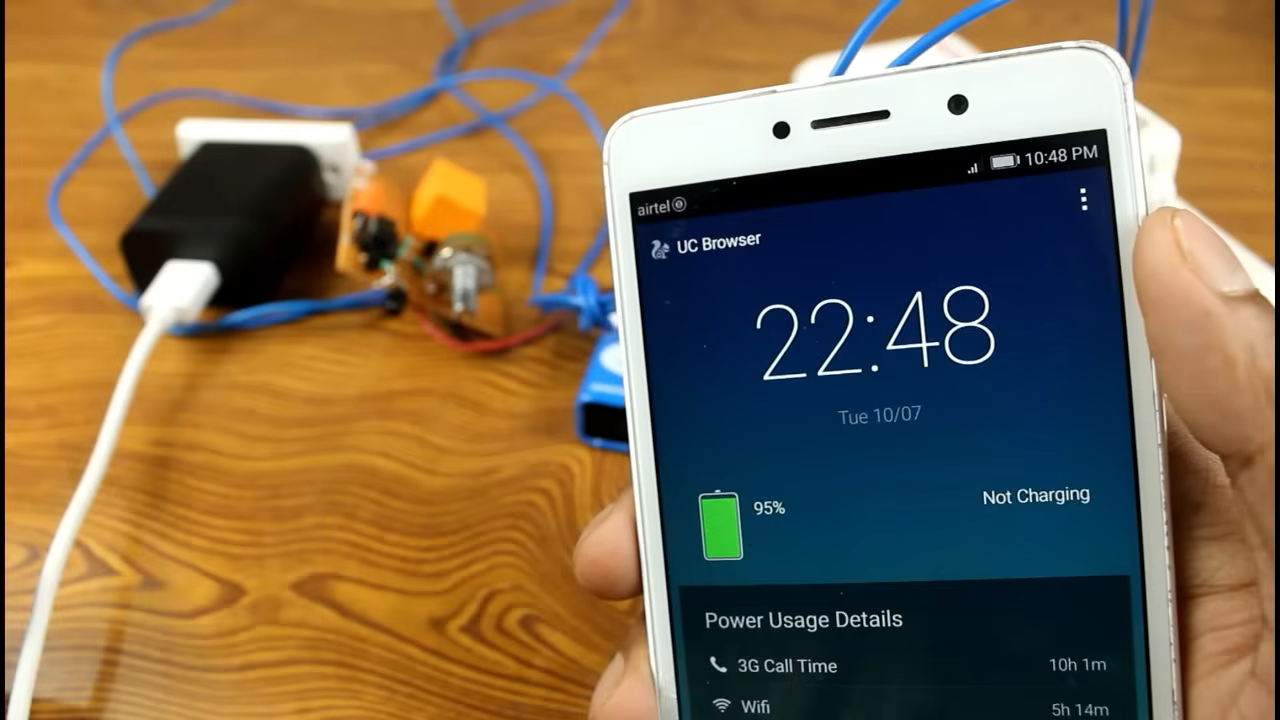 airtel
10:48 PM
UC Browser
22:48
Tue 10/07
95%
Not Charging
Power Usage Details
3G Call Time 10h 1m
Wifi 5h 14m